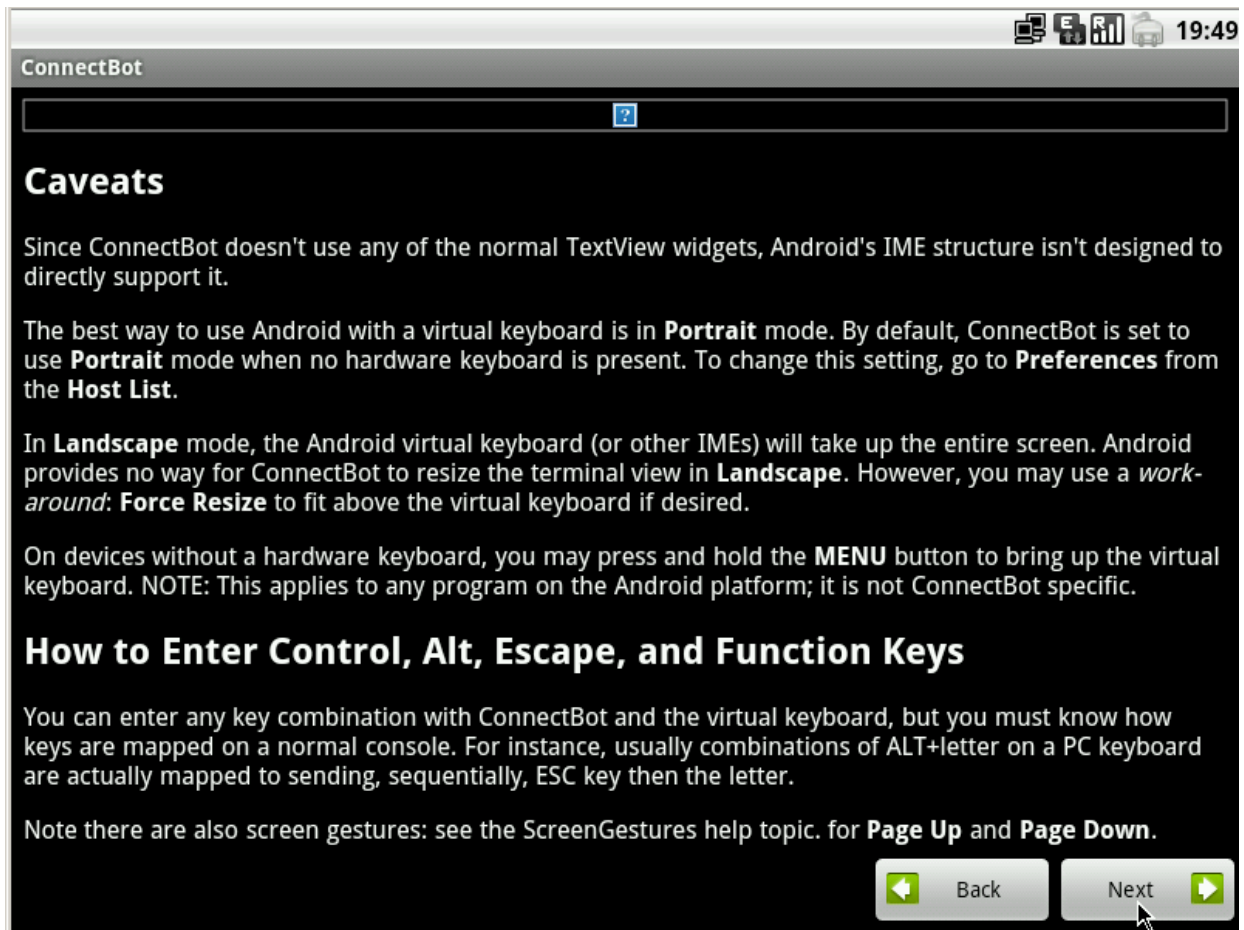 19:49
ConnectBot
Caveats
Since ConnectBot doesn't use any of the normal TextView widgets, Android's IME structure isn't designed to
directly support it.
The best way to use Android with a virtual keyboard is in Portrait mode. By default, ConnectBot is set to
use Portrait mode when no hardware keyboard is present. To change this setting, go to Preferences from
the Host List.
In Landscape mode, the Android virtual keyboard (or other IMEs) will take up the entire screen. Android
provides no way for ConnectBot to resize the terminal view in Landscape. However, you may use a work-
around: Force Resize to fit above the virtual keyboard if desired.
On devices without a hardware keyboard, you may press and hold the MENU button to bring up the virtual
keyboard. NOTE: This applies to any program on the Android platform; it is not ConnectBot specific.
How to Enter Control, Alt, Escape, and Function Keys
You can enter any key combination with ConnectBot and the virtual keyboard, but you must know how
keys are mapped on a normal console. For instance, usually combinations of ALT+letter on a PC keyboard
are actually mapped to sending, sequentially, ESC key then the letter.
Note there are also screen gestures: see the ScreenGestures help topic. for Page Up and Page Down.
Back
Next